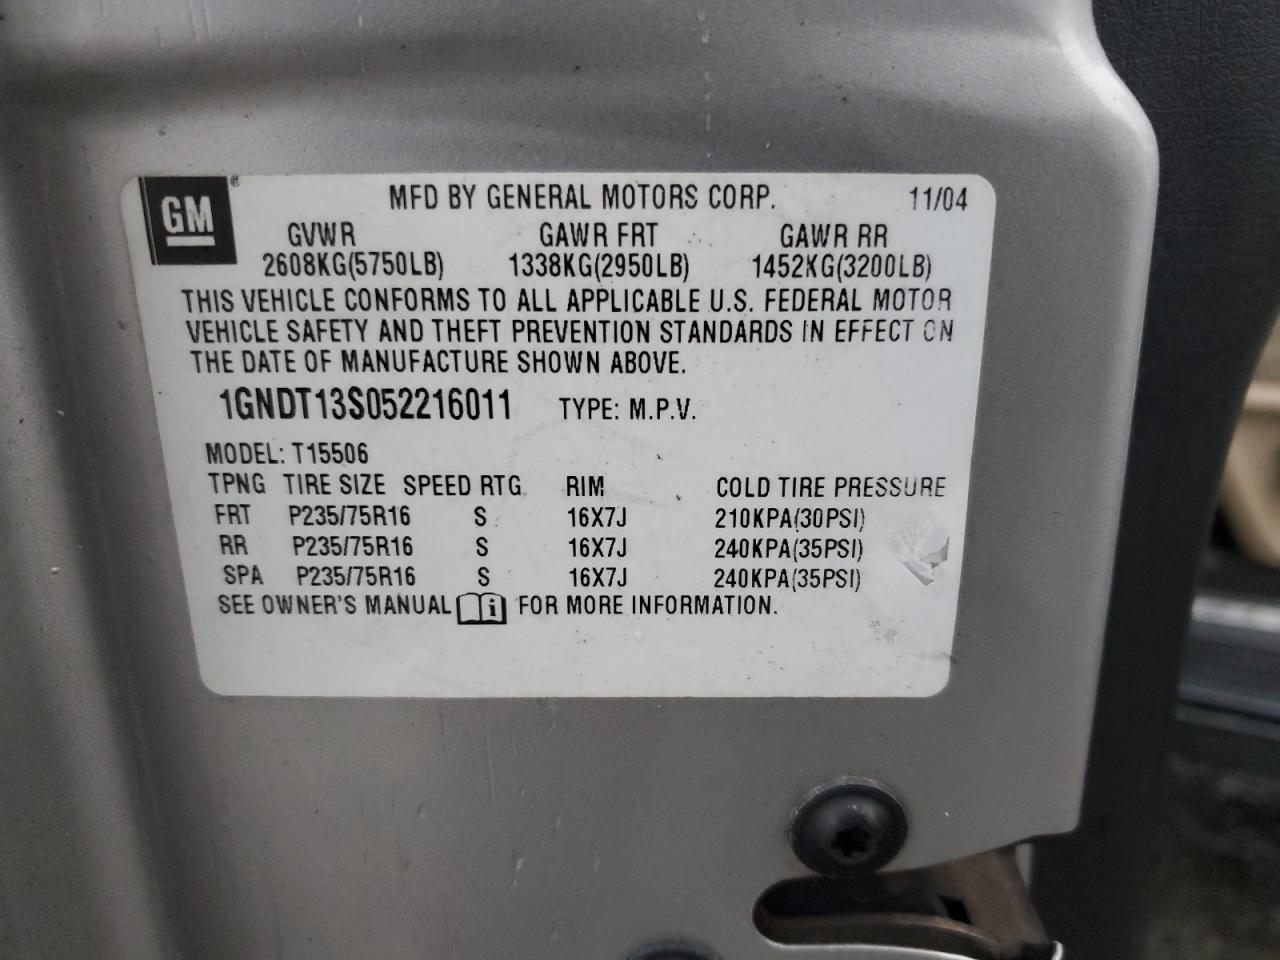 GM
MFD BY GENERAL MOTORS CORP. 11/04
GVWR GAWR FRT GAWR RR
2608KG(5750LB) 1338KG(2950LB) 1452KG(3200LB)
THIS VEHICLE CONFORMS TO ALL APPLICABLE U.S. FEDERAL MOTOR
VEHICLE SAFETY AND THEFT PREVENTION STANDARDS IN EFFECT ON
THE DATE OF MANUFACTURE SHOWN ABOVE.
1GNDT13S052216011 TYPE: M.P.V.
MODEL: T15506
TPNG TIRE SIZE SPEED RTG RIM COLD TIRE PRESSURE
FRT P235/75R16 S 16X7J 210KPA(30PSI)
RR P235/75R16 S 16X7J 240KPA(35PSI)
SPA P235/75R16 S 16X7J 240KPA(35PSI)
SEE OWNER'S MANUAL i FOR MORE INFORMATION.